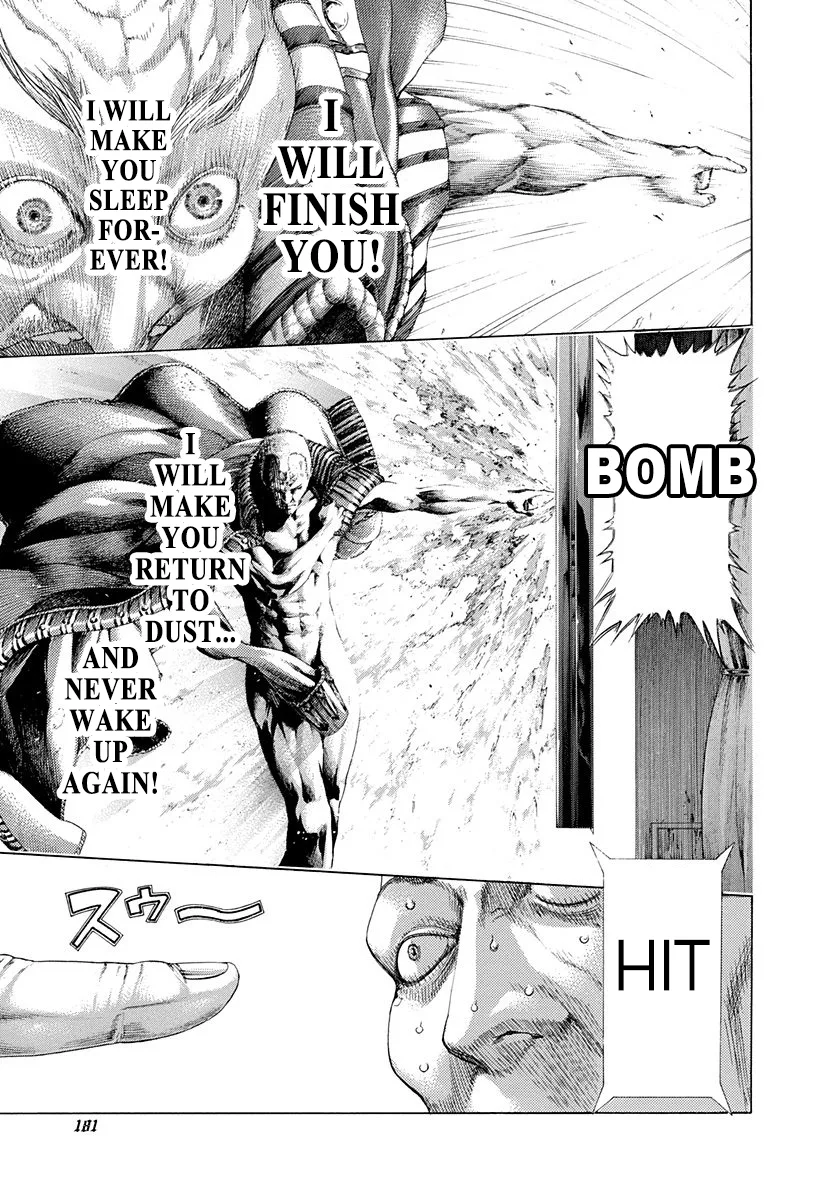 I
WILL
FINISH
YOU!
I WILL
MAKE
YOU
SLEEP
FOR-
EVER!
BOMB
I
WILL
MAKE
YOU
RETURN
TO
DUST...
AND
NEVER
WAKE
UP
AGAIN!
HIT
スゥ〜
181